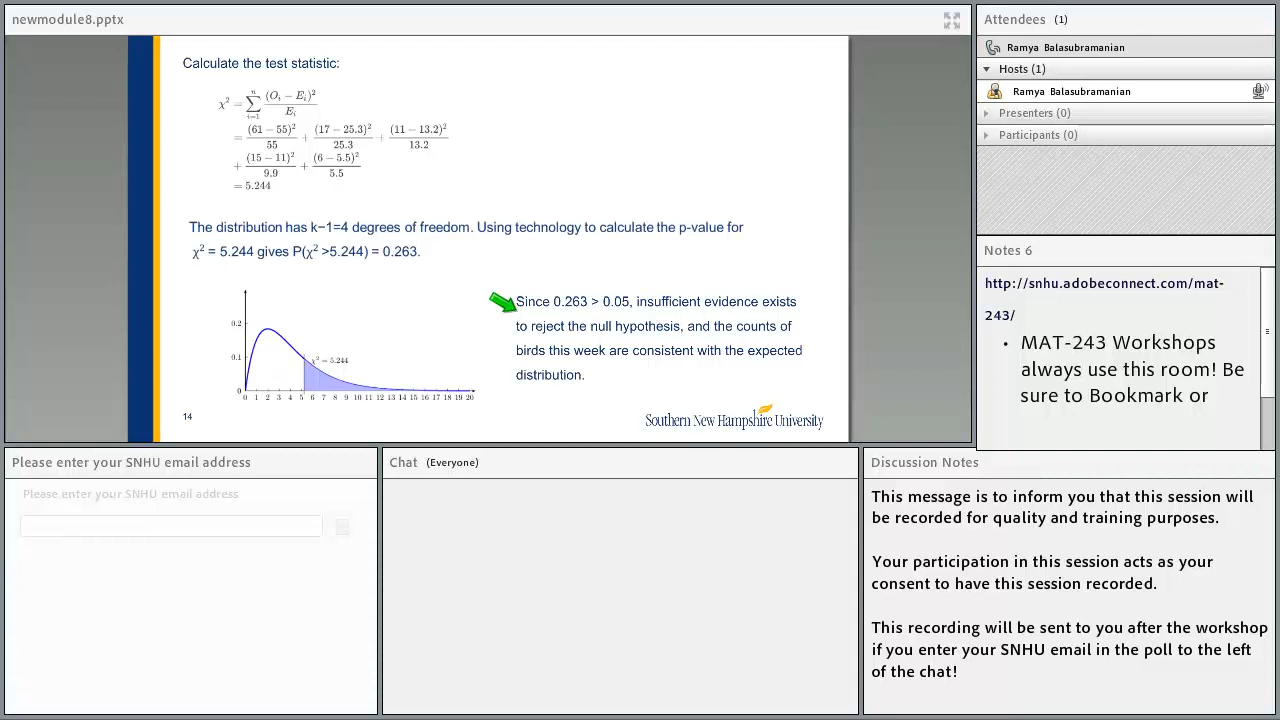 newmodule8.pptx
Calculate the test statistic:
χ² = ∑ i=1 n (Oᵢ − Eᵢ)² / Eᵢ
= (61 − 55)² / 55 + (17 − 25.3)² / 25.3 + (11 − 13.2)² / 13.2
+ (15 − 11)² / 9.9 + (6 − 5.5)² / 5.5
= 5.244
The distribution has k−1=4 degrees of freedom. Using technology to calculate the p-value for
χ² = 5.244 gives P(χ² >5.244) = 0.263.
0.2
0.1
0
χ² = 5.244
0 1 2 3 4 5 6 7 8 9 10 11 12 13 14 15 16 17 18 19 20
Since 0.263 > 0.05, insufficient evidence exists
to reject the null hypothesis, and the counts of
birds this week are consistent with the expected
distribution.
14
Southern New Hampshire University
Attendees (1)
Ramya Balasubramanian
Hosts (1)
Ramya Balasubramanian
Presenters (0)
Participants (0)
Notes 6
http://snhu.adobeconnect.com/mat-
243/
• MAT-243 Workshops
always use this room! Be
sure to Bookmark or
Please enter your SNHU email address
Please enter your SNHU email address
Chat (Everyone)
Discussion Notes
This message is to inform you that this session will
be recorded for quality and training purposes.
Your participation in this session acts as your
consent to have this session recorded.
This recording will be sent to you after the workshop
if you enter your SNHU email in the poll to the left
of the chat!